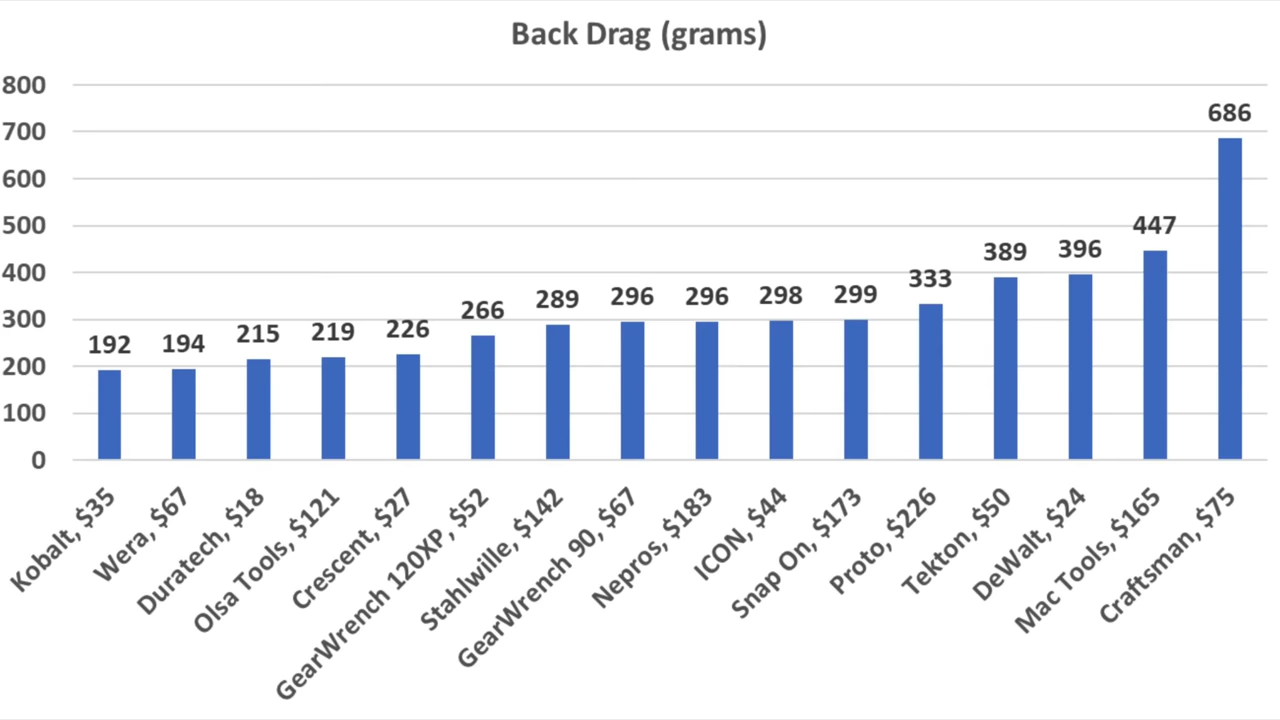 Back Drag (grams)
800
700
600
500
400
300
200
100
0
192
194
215
219
226
266
289
296
296
298
299
333
389
396
447
686
Kobalt, $35
Wera, $67
Duratech, $18
Olsa Tools, $121
Crescent, $27
GearWrench 120XP, $52
Stahlwille, $142
GearWrench 90, $67
Nepros, $183
ICON, $44
Snap On, $173
Proto, $226
Tekton, $50
DeWalt, $24
Mac Tools, $165
Craftsman, $75